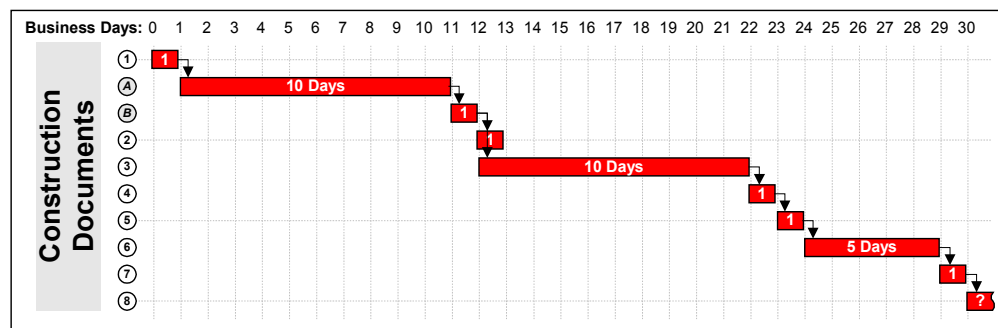 Business Days: 0 1 2 3 4 5 6 7 8 9 10 11 12 13 14 15 16 17 18 19 20 21 22 23 24 25 26 27 28 29 30
Construction
Documents
1 1
A 10 Days
B 1
2 1
3 10 Days
4 1
5 1
6 5 Days
7 1
8 ?